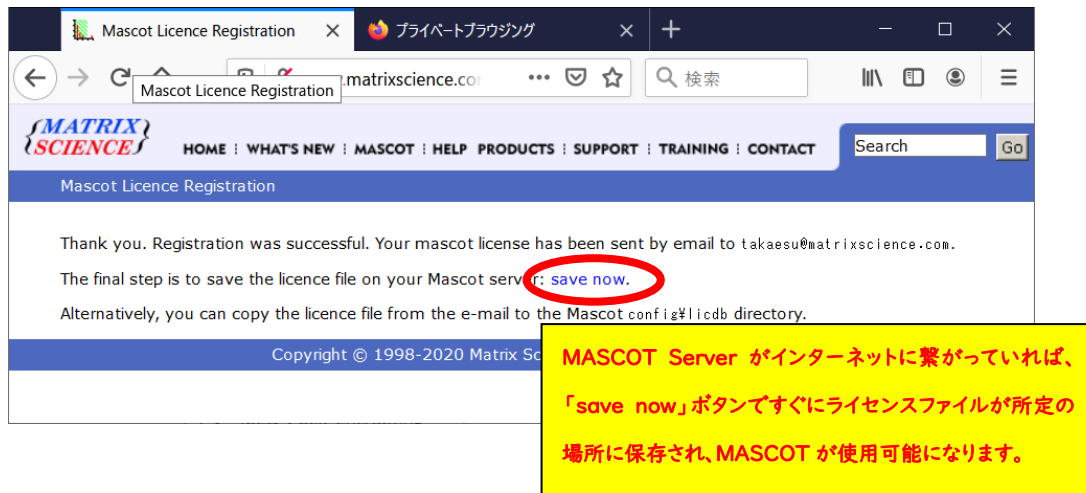 Mascot Licence Registration
プライベートブラウジング
Mascot Licence Registration
.matrixscience.co
検索
MATRIX
SCIENCE
HOME : WHAT'S NEW : MASCOT : HELP PRODUCTS : SUPPORT : TRAINING : CONTACT
Search
Go
Mascot Licence Registration
Thank you. Registration was successful. Your mascot license has been sent by email to takaesu@matrixscience.com.
The final step is to save the licence file on your Mascot server: save now.
Alternatively, you can copy the licence file from the e-mail to the Mascot config¥licdb directory.
Copyright © 1998-2020 Matrix Sc
MASCOT Server がインターネットに繋がっていれば、
「save now」ボタンですぐにライセンスファイルが所定の
場所に保存され、MASCOT が使用可能になります。